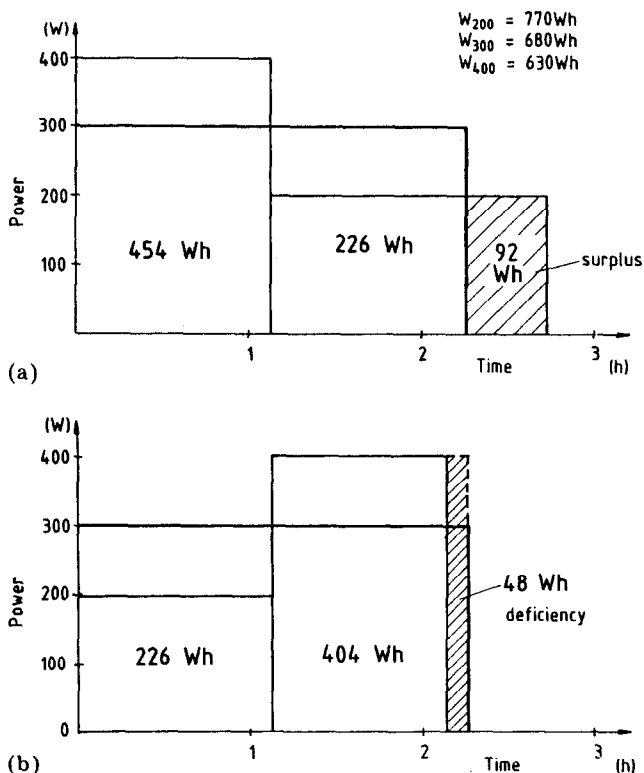 W200 = 770Wh
W300 = 680Wh
W400 = 630Wh
(W)
400
300
200
100
Power
454 Wh
226 Wh
92
Wh
surplus
1
2
3
Time
(h)
(a)
(W)
400
300
200
100
0
Power
226 Wh
404 Wh
48 Wh
deficiency
1
2
3
Time
(h)
(b)